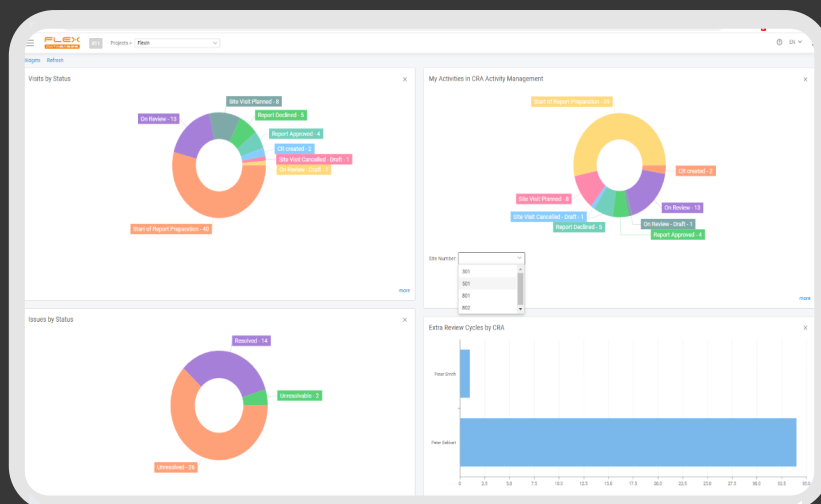 FLEX
Projects > Flexin
EN
Refresh
Visits by Status
My Activities in CRA Activity Management
Site Visit Planned - 8
On Review - 13
Report Declined - 5
Report Approved - 4
CR created - 2
Site Visit Cancelled - Draft - 1
On Review - Draft - 1
Start of Report Preparation - 40
more
Start of Report Preparation
CR created - 2
Site Visit Planned - 8
On Review - 13
Site Visit Cancelled - Draft - 1
On Review - Draft - 1
Report Declined - 5
Report Approved - 4
Site Number
301
501
801
802
more
Issues by Status
Extra Review Cycles by CRA
Resolved - 14
Unresolvable - 2
Unresolved - 26
Peter Smith
0 2.5 5.0 7.5 10.0 12.5 15.0 17.5 20.0 22.5 25.0 27.5 30.0 32.5 35.0